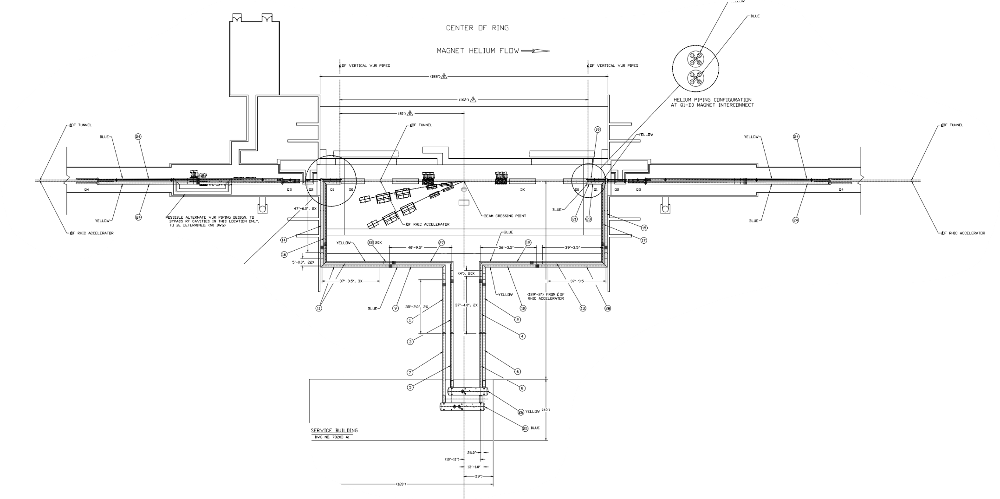 YELLOW
BLUE
CENTER OF RING
MAGNET HELIUM FLOW
℄ OF VERTICAL VJR PIPES
℄ OF VERTICAL VJR PIPES
(188') 2
(162') 2
(81') 2
U S
M
H R
U S
M
H R
HELIUM PIPING CONFIGURATION
AT Q1-D0 MAGNET INTERCONNECT
℄ OF TUNNEL
℄ OF TUNNEL
℄ OF TUNNEL
BLUE
24
19
YELLOW
YELLOW
24
Q4
Q3
Q2
Q1
D0
DX
D0
Q1
Q2
Q3
Q4
47'-6.0", 2X
BLUE
21
23
BEAM CROSSING POINT
YELLOW
24
POSSIBLE ALTERNATE VJR PIPING DESIGN, TO
BYPASS RF CAVITIES IN THIS LOCATION ONLY,
TO BE DETERMINED. (NO DWG)
℄ OF RHIC ACCELERATOR
BLUE
24
℄ OF RHIC ACCELERATOR
℄ OF RHIC ACCELERATOR
15
17
14
16
BLUE
YELLOW
22 20X
27
12
40'-9.5"
36'-3.5"
39'-3.5"
5'-0.0", 22X
(4'), 20X
37'-9.5", 3X
37'-9.5
YELLOW
(129'-2") FROM ℄ OF
RHIC ACCELERATOR
11
BLUE
9
35'-2.0", 2X
37'-4.0", 2X
10
13
28
1
2
3
4
7
6
5
8
26 YELLOW
(40')
25 BLUE
SERVICE BUILDING
DWG NO. 7820B-A1
26.0"
(10'-11")
13'-1.0"
(19')
(120')